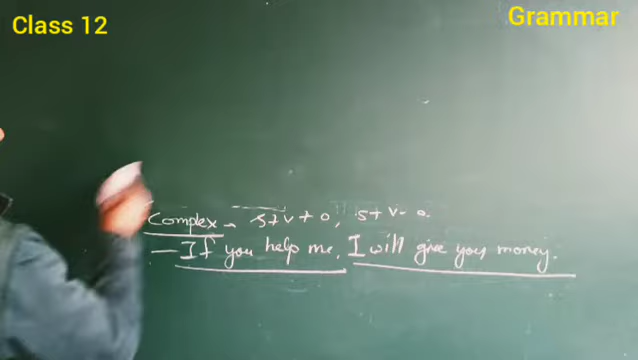 Class 12
Grammar
Complex - S+V+O, S+V-O.
— If you help me, I will give you money.